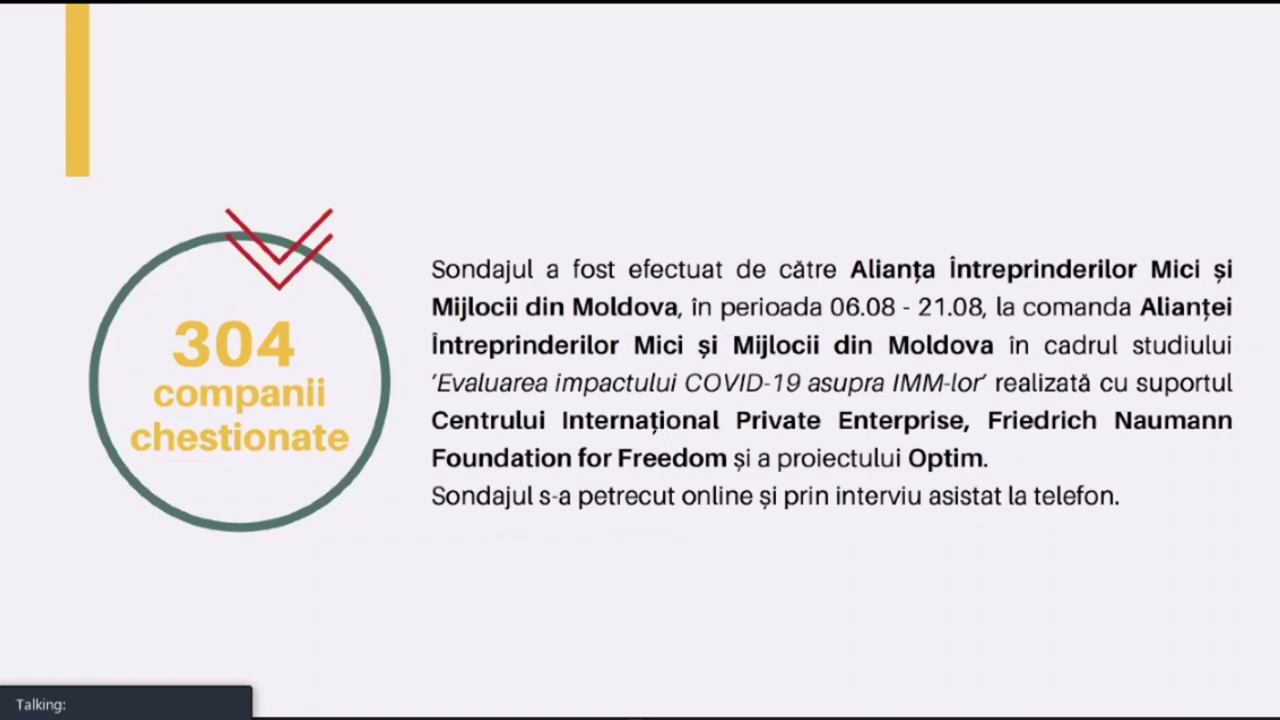 304
companii
chestionate
Sondajul a fost efectuat de către Alianța Întreprinderilor Mici și
Mijlocii din Moldova, în perioada 06.08 - 21.08, la comanda Alianței
Întreprinderilor Mici și Mijlocii din Moldova în cadrul studiului
‘Evaluarea impactului COVID-19 asupra IMM-lor’ realizată cu suportul
Centrului Internațional Private Enterprise, Friedrich Naumann
Foundation for Freedom și a proiectului Optim.
Sondajul s-a petrecut online și prin interviu asistat la telefon.
Talking: